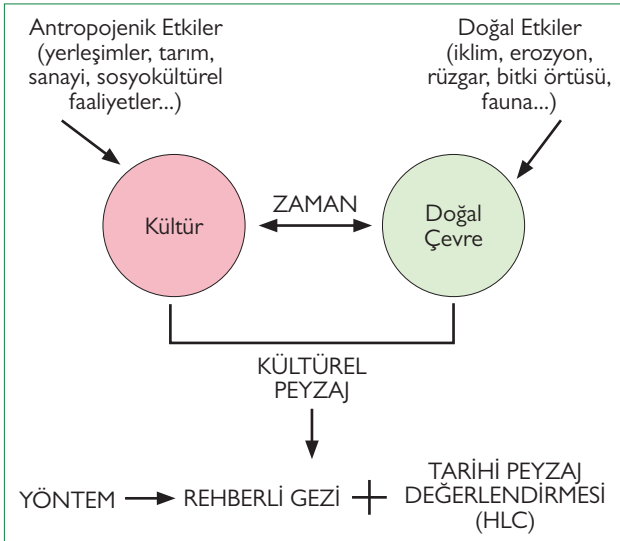 Antropojenik Etkiler
(yerleşimler, tarım,
sanayi, sosyokültürel
faaliyetler...)
Doğal Etkiler
(iklim, erozyon,
rüzgar, bitki örtüsü,
fauna...)
Kültür
ZAMAN
Doğal
Çevre
KÜLTÜREL
PEYZAJ
YÖNTEM
REHBERLİ GEZİ
TARİHİ PEYZAJ
DEĞERLENDİRMESİ
(HLC)